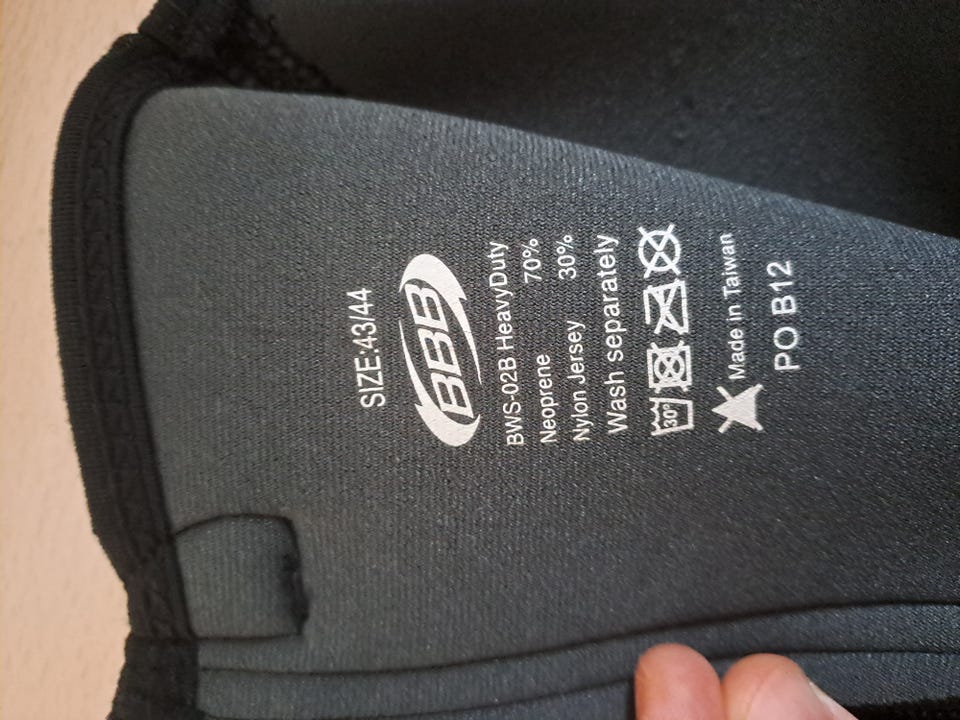 SIZE:43/44
BBB
BWS-02B HeavyDuty
Neoprene 70%
Nylon Jersey 30%
Wash separately
30°
Made in Taiwan
PO B12